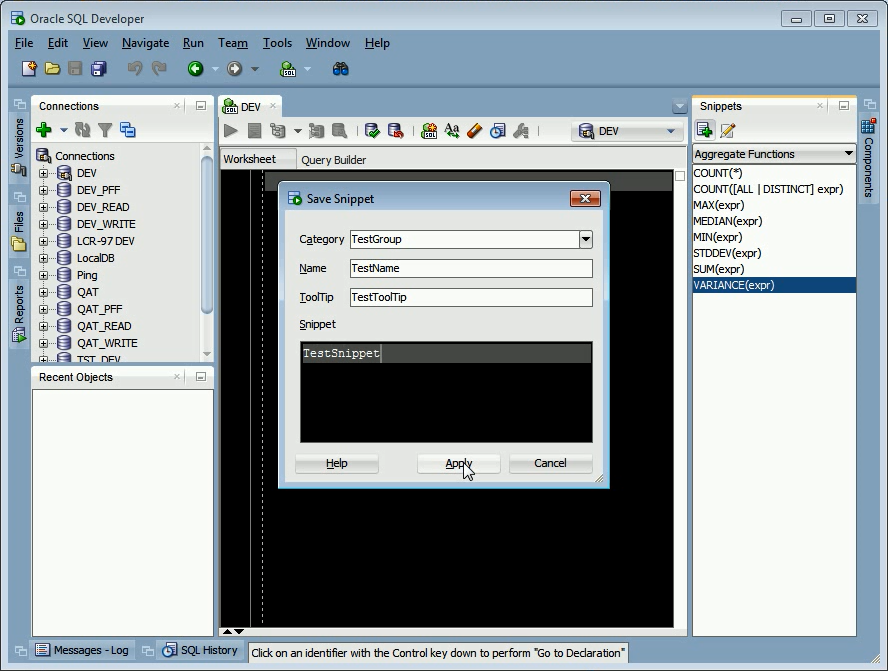 Oracle SQL Developer
File Edit View Navigate Run Team Tools Window Help
Versions
Files
Reports
Connections
Connections
DEV
DEV_PFF
DEV_READ
DEV_WRITE
LCR-97 DEV
LocalDB
Ping
QAT
QAT_PFF
QAT_READ
QAT_WRITE
TST_DEV
Recent Objects
DEV
SQL
DEV
Worksheet Query Builder
Save Snippet
Category TestGroup
Name TestName
ToolTip TestToolTip
Snippet
TestSnippet
Help Apply Cancel
Snippets
Aggregate Functions
COUNT(*)
COUNT([ALL | DISTINCT] expr)
MAX(expr)
MEDIAN(expr)
MIN(expr)
STDDEV(expr)
SUM(expr)
VARIANCE(expr)
Components
Messages - Log SQL History Click on an identifier with the Control key down to perform "Go to Declaration"